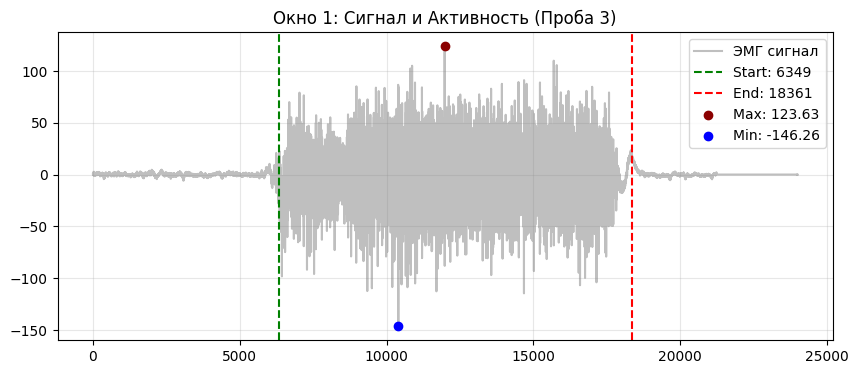 Окно 1: Сигнал и Активность (Проба 3)
ЭМГ сигнал
Start: 6349
End: 18361
Max: 123.63
Min: -146.26
100
50
0
−50
−100
−150
0 5000 10000 15000 20000 25000